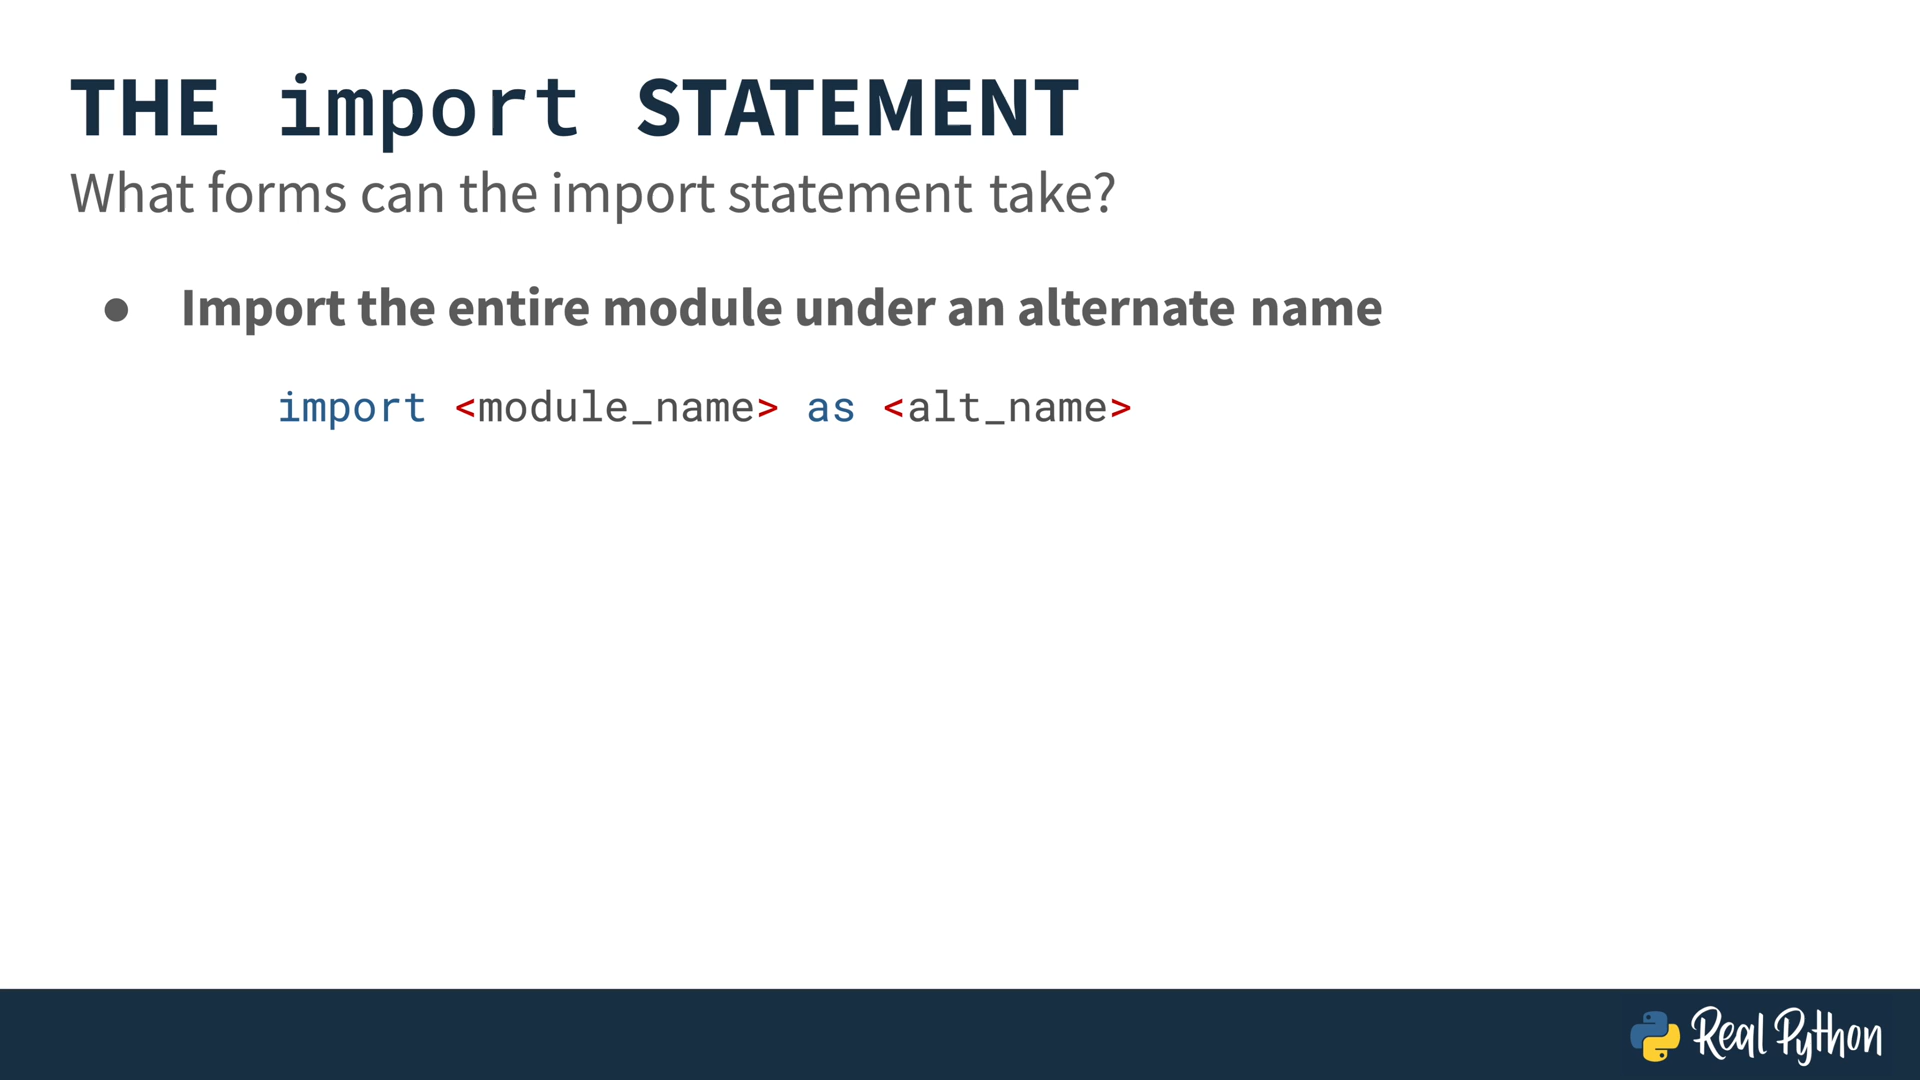 THE import STATEMENT
What forms can the import statement take?
● Import the entire module under an alternate name
import <module_name> as <alt_name>
Real Python